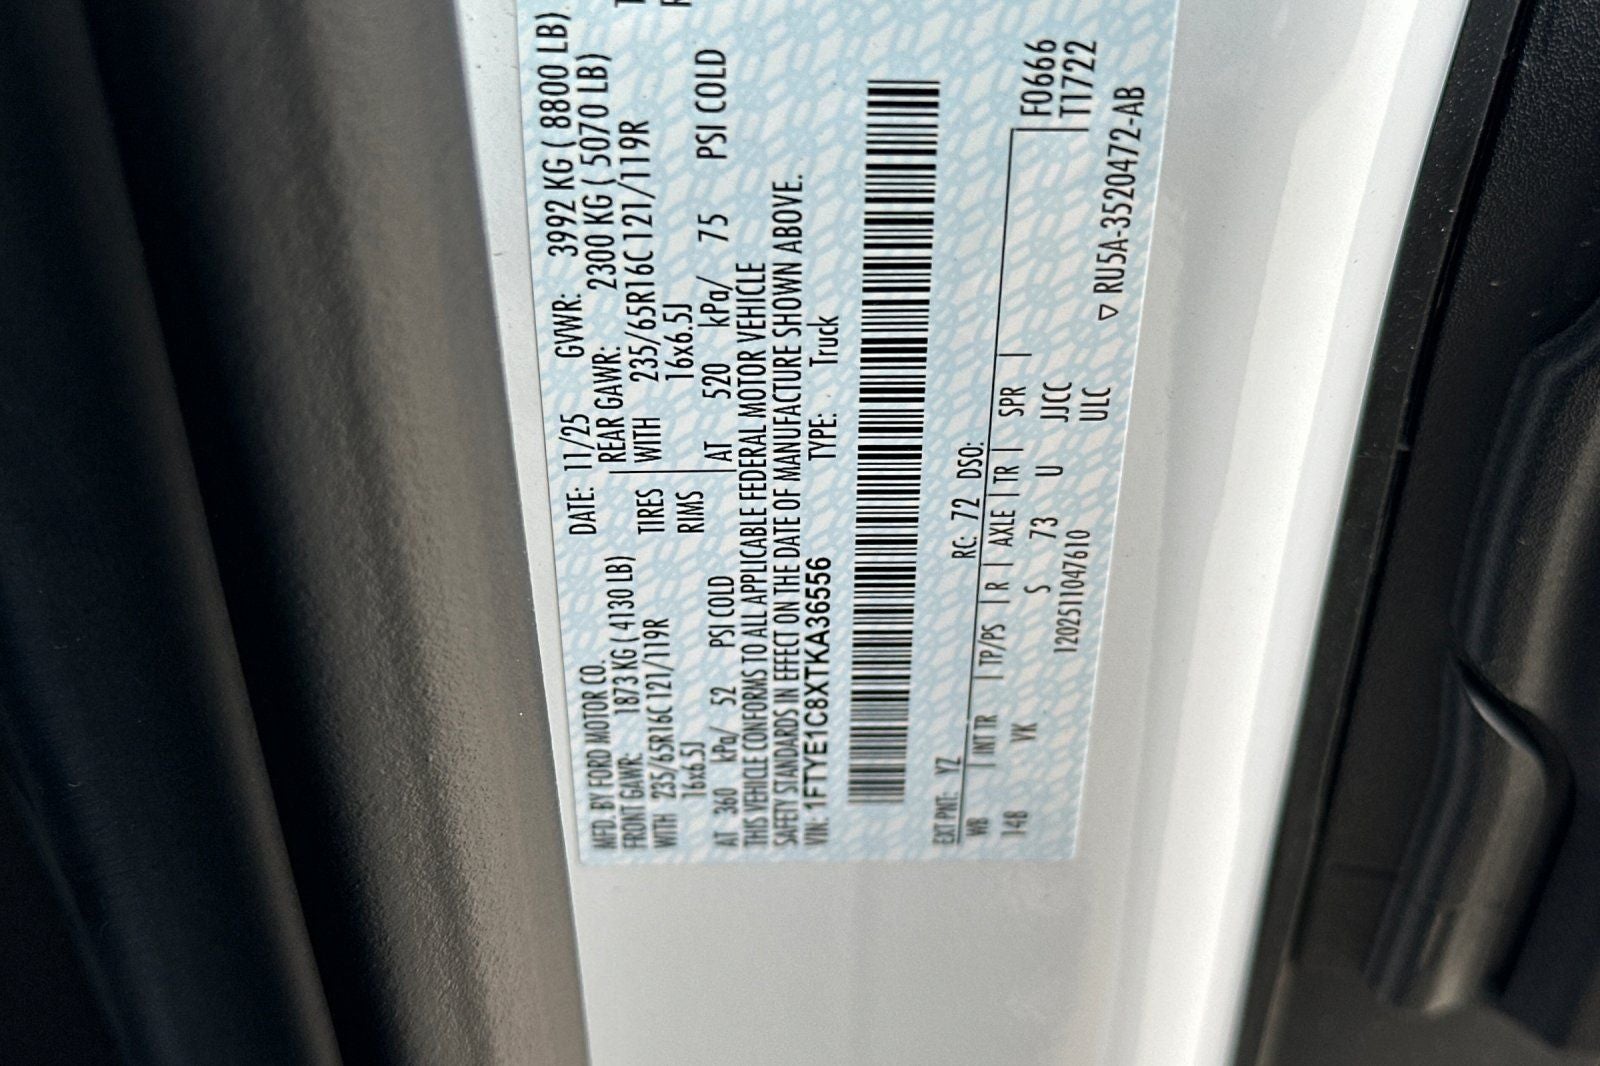 MFD. BY FORD MOTOR CO.
DATE: 11/25 GVWR: 3992 KG ( 8800 LB)
FRONT GAWR: 1873 KG ( 4130 LB) REAR GAWR: 2300 KG ( 5070 LB)
WITH 235/65R16C 121/119R TIRES WITH 235/65R16C 121/119R
16x6.5J RIMS 16x6.5J
AT 360 kPa/ 52 PSI COLD AT 520 kPa/ 75 PSI COLD
THIS VEHICLE CONFORMS TO ALL APPLICABLE FEDERAL MOTOR VEHICLE
SAFETY STANDARDS IN EFFECT ON THE DATE OF MANUFACTURE SHOWN ABOVE.
VIN: 1FTYE1C8XTKA36556 TYPE: Truck
EXT PNT: YZ RC: 72 DSO:
WB | INT TR | TP/PS | R | AXLE | TR | SPR | F0666
148 VK S 73 U JJCC T1722
1202511047610 ULC
▽ RU5A-3520472-AB